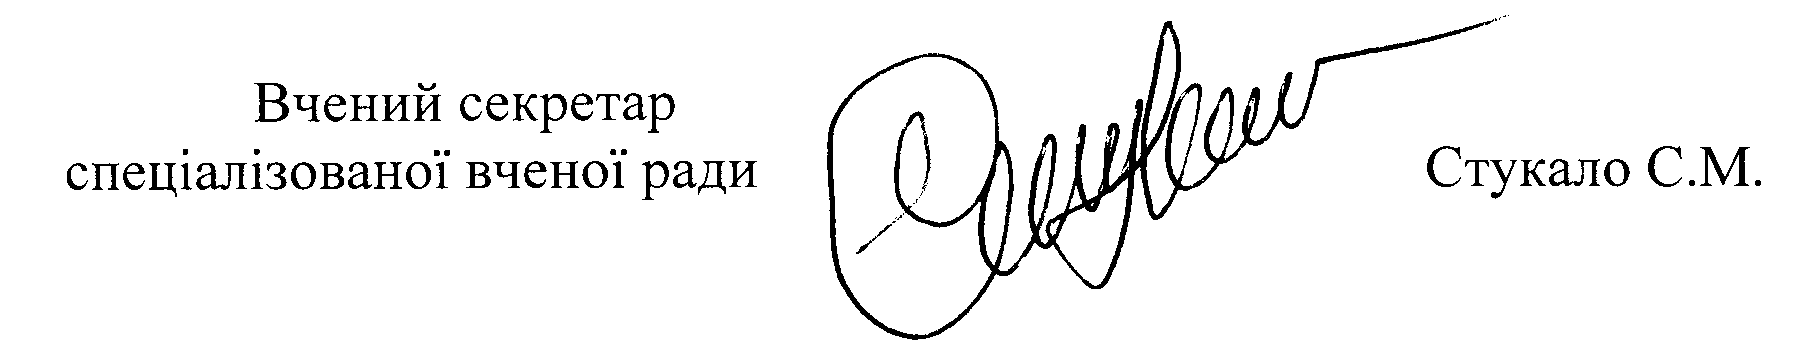 Вчений секретар
спеціалізованої вченої ради Стукало С.М.